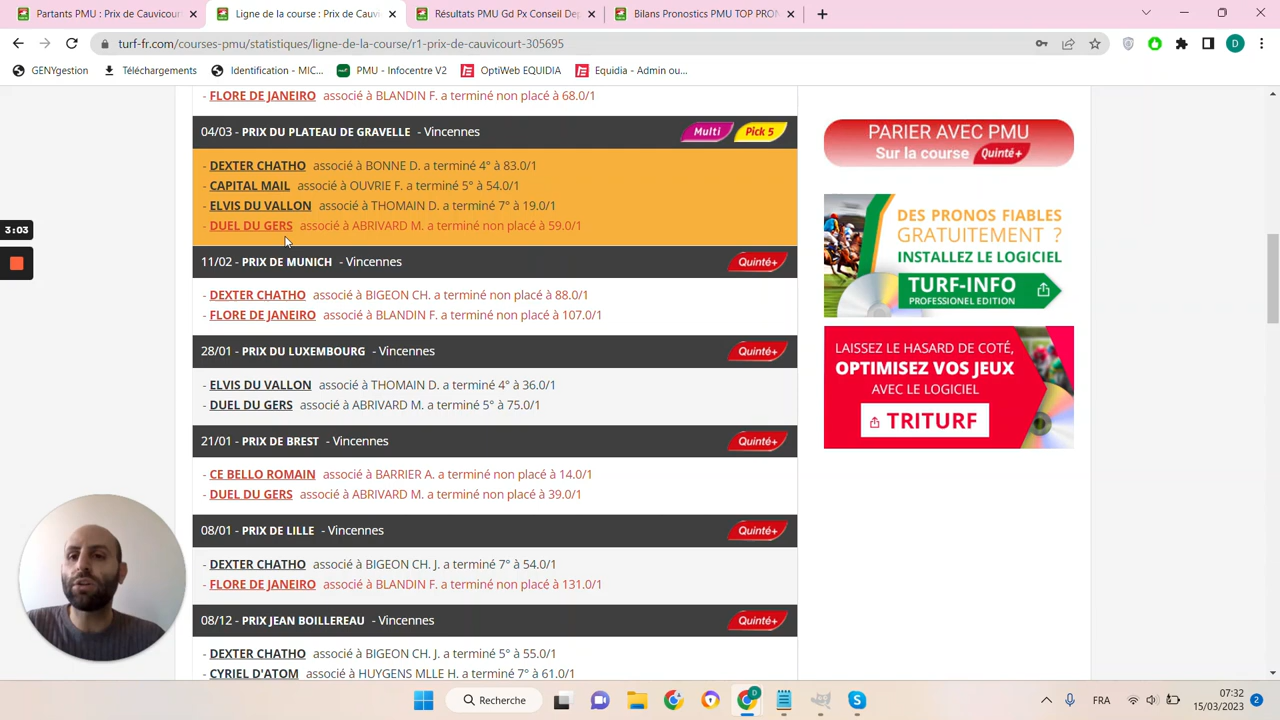 Partants PMU : Prix de Cauvicourt
Ligne de la course : Prix de Cauvi
Résultats PMU Gd Px Conseil Dep
Bilans Pronostics PMU TOP PRON
turf-fr.com/courses-pmu/statistiques/ligne-de-la-course/r1-prix-de-cauvicourt-305695
D
GENYgestion
Téléchargements
Identification - MIC...
PMU - Infocentre V2
OptiWeb EQUIDIA
Equidia - Admin ou...
- FLORE DE JANEIRO associé à BLANDIN F. a terminé non placé à 68.0/1
04/03 - PRIX DU PLATEAU DE GRAVELLE - Vincennes Multi Pick 5
- DEXTER CHATHO associé à BONNE D. a terminé 4° à 83.0/1
- CAPITAL MAIL associé à OUVRIE F. a terminé 5° à 54.0/1
- ELVIS DU VALLON associé à THOMAIN D. a terminé 7° à 19.0/1
- DUEL DU GERS associé à ABRIVARD M. a terminé non placé à 59.0/1
11/02 - PRIX DE MUNICH - Vincennes Quinté+
- DEXTER CHATHO associé à BIGEON CH. a terminé non placé à 88.0/1
- FLORE DE JANEIRO associé à BLANDIN F. a terminé non placé à 107.0/1
28/01 - PRIX DU LUXEMBOURG - Vincennes Quinté+
- ELVIS DU VALLON associé à THOMAIN D. a terminé 4° à 36.0/1
- DUEL DU GERS associé à ABRIVARD M. a terminé 5° à 75.0/1
21/01 - PRIX DE BREST - Vincennes Quinté+
- CE BELLO ROMAIN associé à BARRIER A. a terminé non placé à 14.0/1
- DUEL DU GERS associé à ABRIVARD M. a terminé non placé à 39.0/1
08/01 - PRIX DE LILLE - Vincennes Quinté+
- DEXTER CHATHO associé à BIGEON CH. J. a terminé 7° à 54.0/1
- FLORE DE JANEIRO associé à BLANDIN F. a terminé non placé à 131.0/1
08/12 - PRIX JEAN BOILLEREAU - Vincennes Quinté+
- DEXTER CHATHO associé à BIGEON CH. J. a terminé 5° à 55.0/1
- CYRIEL D'ATOM associé à HUYGENS MLLE H. a terminé 7° à 61.0/1
PARIER AVEC PMU
Sur la course Quinté+
DES PRONOS FIABLES
GRATUITEMENT ?
INSTALLEZ LE LOGICIEL
TURF-INFO
PROFESSIONEL EDITION
LAISSEZ LE HASARD DE COTÉ,
OPTIMISEZ VOS JEUX
AVEC LE LOGICIEL
TRITURF
3:03
Recherche
D
FRA
07:32
15/03/2023
2